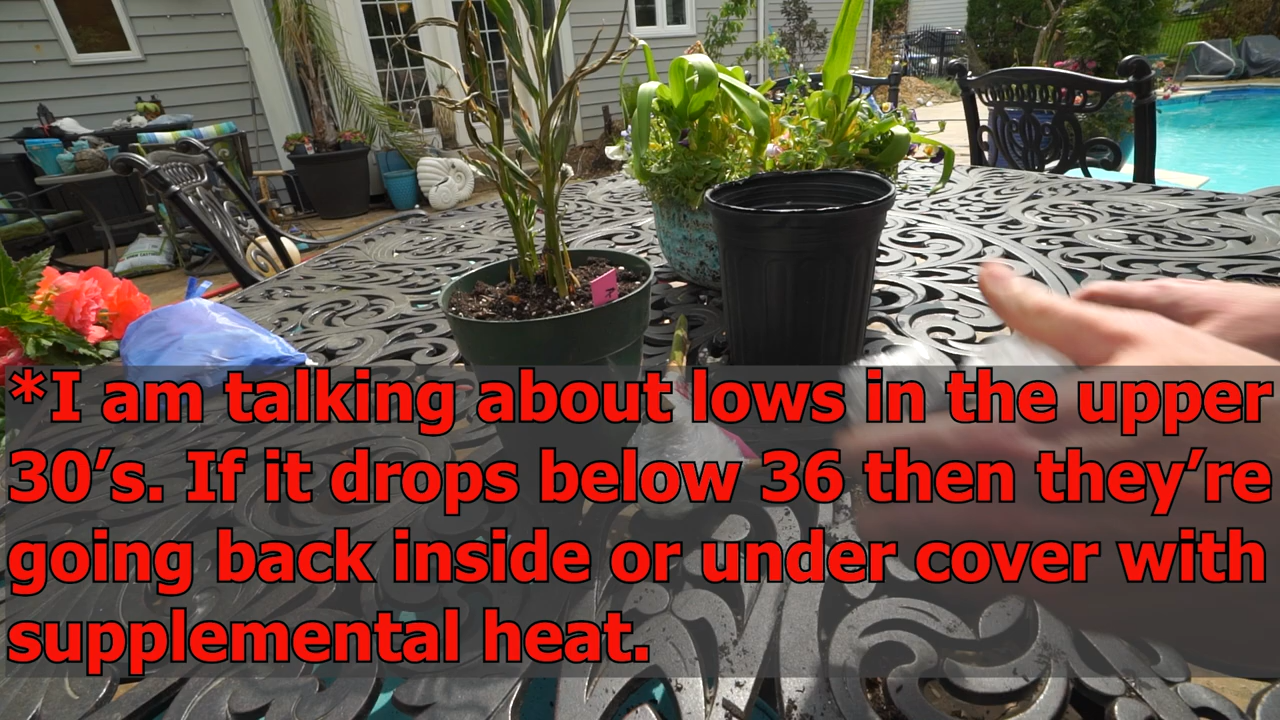 *I am talking about lows in the upper
30’s. If it drops below 36 then they’re
going back inside or under cover with
supplemental heat.